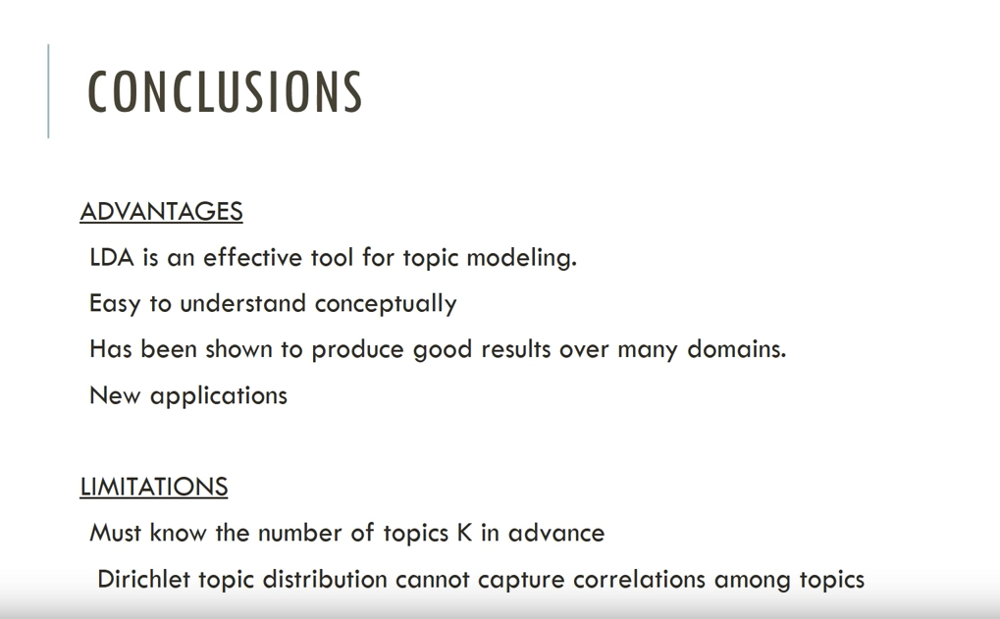 CONCLUSIONS
ADVANTAGES
LDA is an effective tool for topic modeling.
Easy to understand conceptually
Has been shown to produce good results over many domains.
New applications
LIMITATIONS
Must know the number of topics K in advance
Dirichlet topic distribution cannot capture correlations among topics